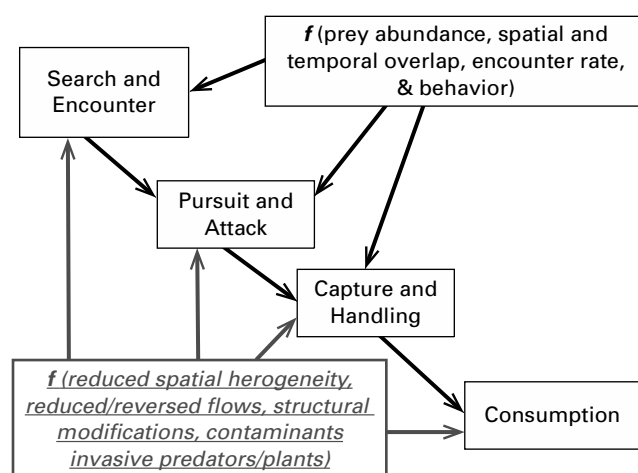 f (prey abundance, spatial and
temporal overlap, encounter rate,
& behavior)
Search and
Encounter
Pursuit and
Attack
Capture and
Handling
f (reduced spatial herogeneity,
reduced/reversed flows, structural
modifications, contaminants
invasive predators/plants)
Consumption